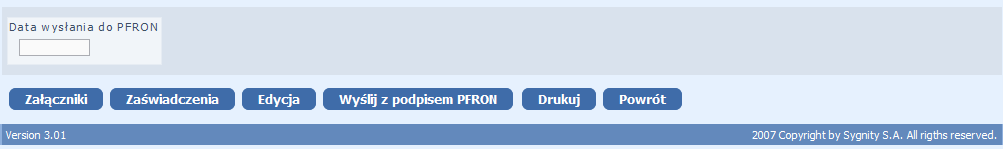 Data wysłania do PFRON
Załączniki Zaświadczenia Edycja Wyślij z podpisem PFRON Drukuj Powrót
Version 3.01 2007 Copyright by Sygnity S.A. All rigths reserved.